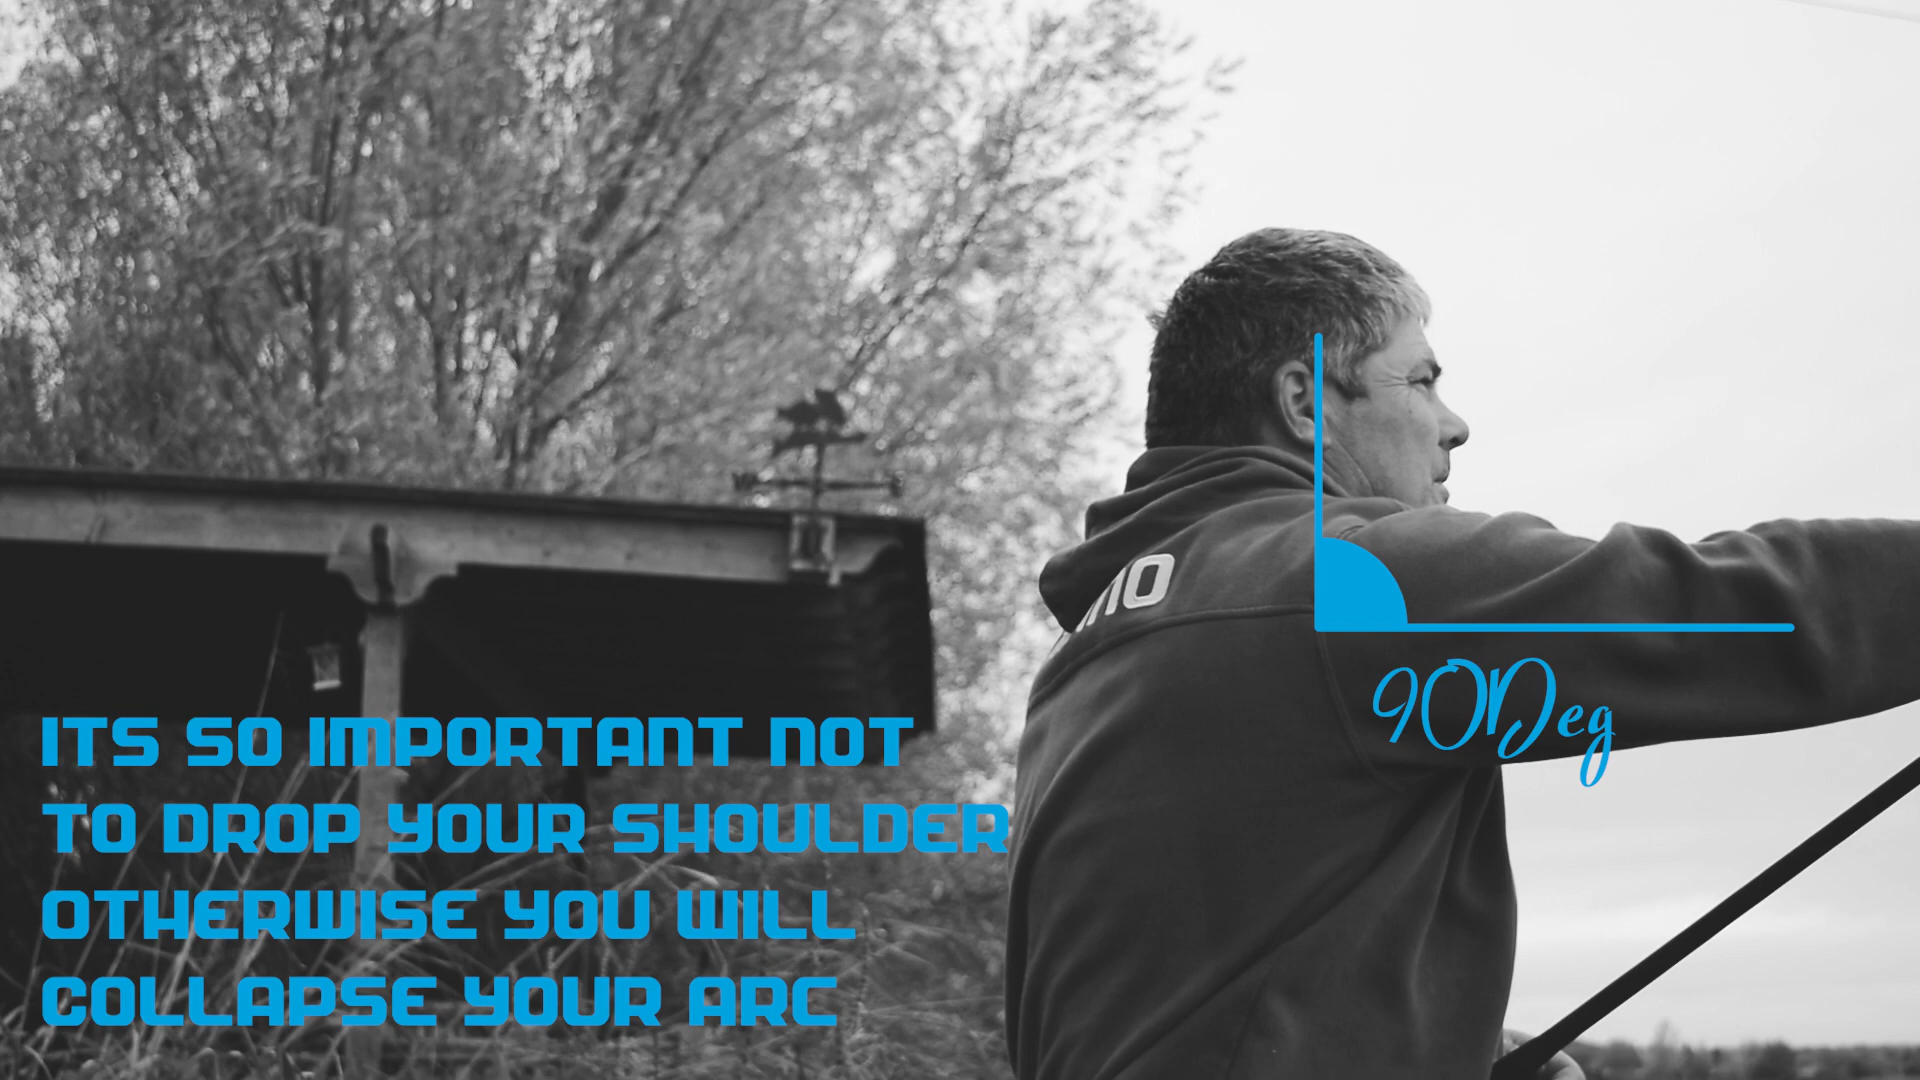 ITS SO IMPORTANT NOT
TO DROP YOUR SHOULDER
OTHERWISE YOU WILL
COLLAPSE YOUR ARC
90Deg